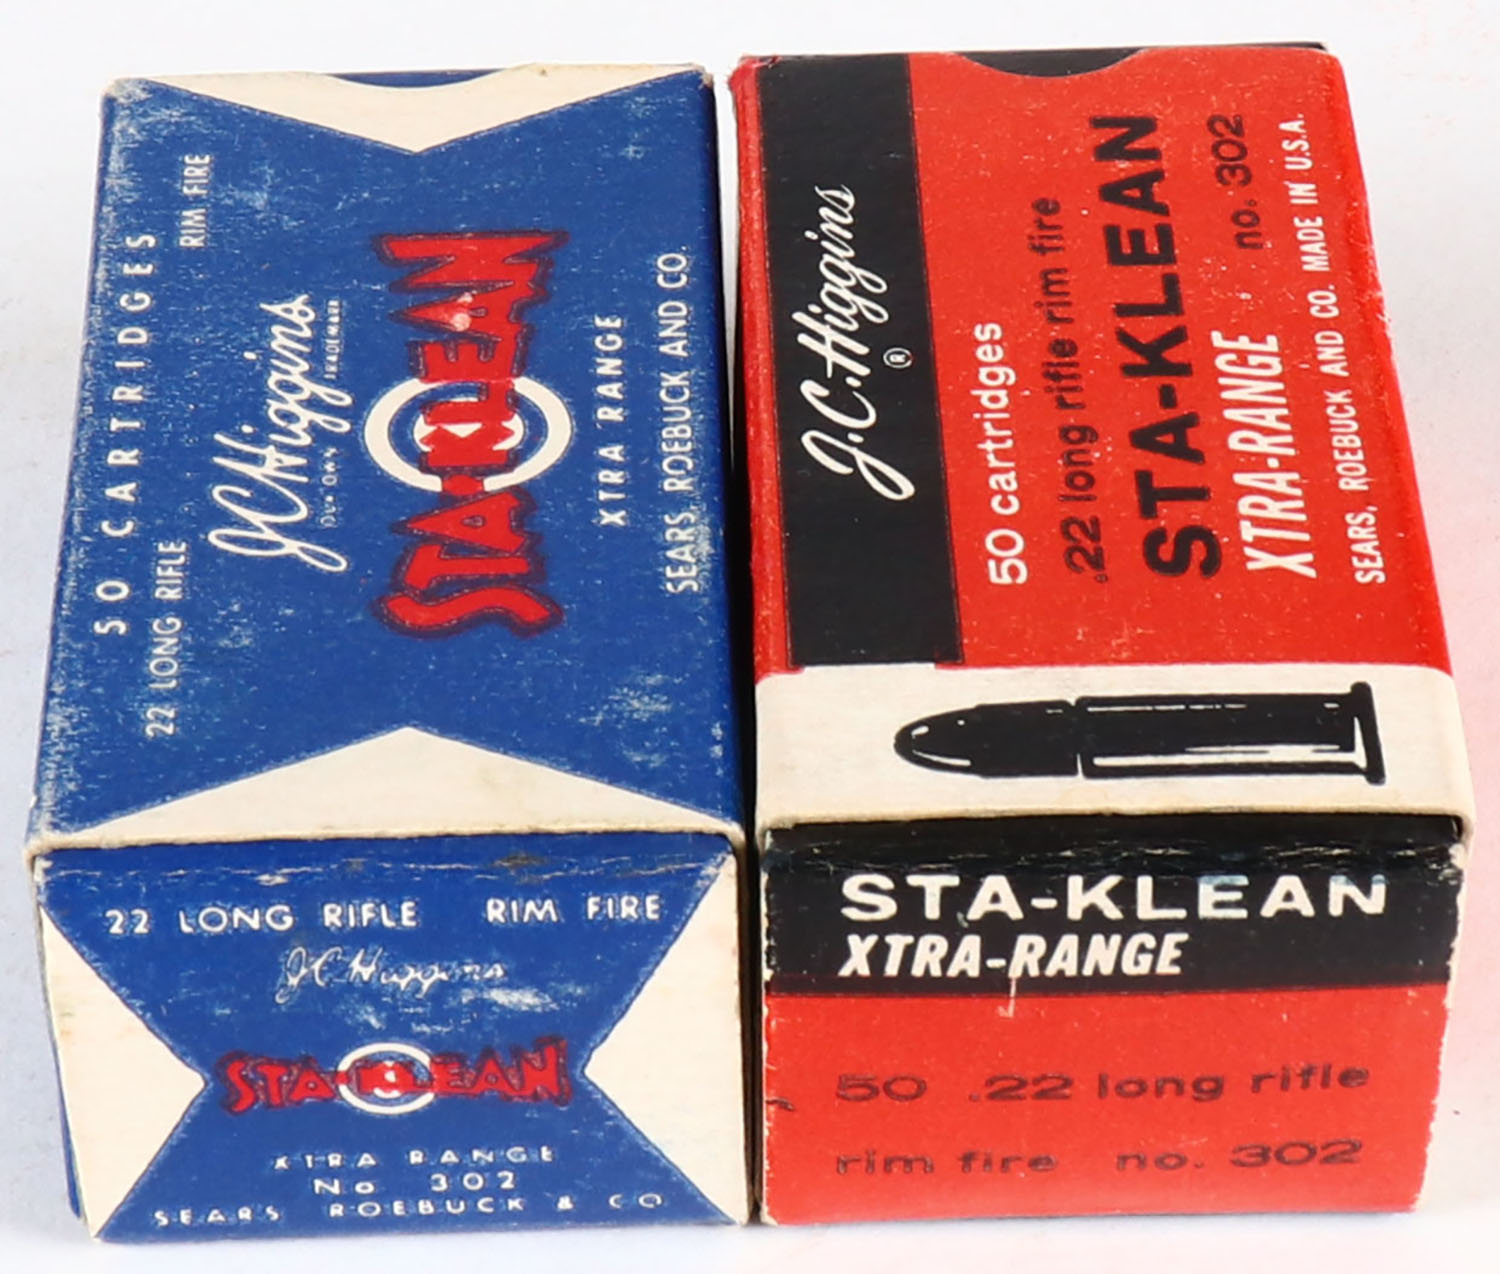 50 CARTRIDGES
22 LONG RIFLE RIM FIRE
J.C. Higgins
OUR OWN TRADEMARK
STA-KLEAN
XTRA RANGE
SEARS, ROEBUCK AND CO.
22 LONG RIFLE RIM FIRE
J.C. Higgins
STA-KLEAN
XTRA RANGE
No 302
SEARS ROEBUCK & CO
J.C. Higgins
®
50 cartridges
.22 long rifle rim fire
STA-KLEAN no. 302
XTRA-RANGE
SEARS, ROEBUCK AND CO. MADE IN U.S.A.
STA-KLEAN
XTRA-RANGE
50 .22 long rifle
rim fire no. 302